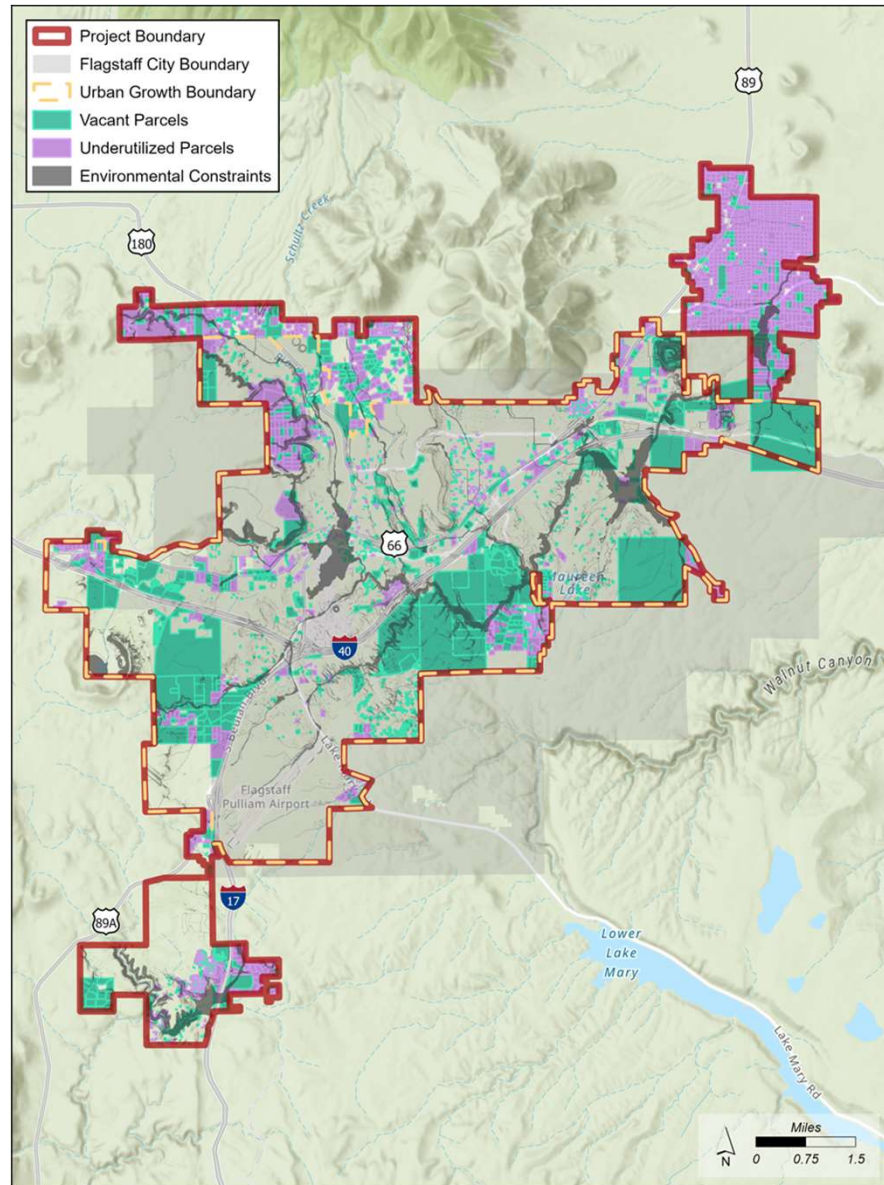 Project Boundary
Flagstaff City Boundary
Urban Growth Boundary
Vacant Parcels
Underutilized Parcels
Environmental Constraints
89
180
Schultz Creek
66
Maureen
Lake
40
Walnut Canyon
Flagstaff
Pulliam Airport
17
89A
Lower
Lake
Mary
Lake Mary Rd
Miles
N
0 0.75 1.5